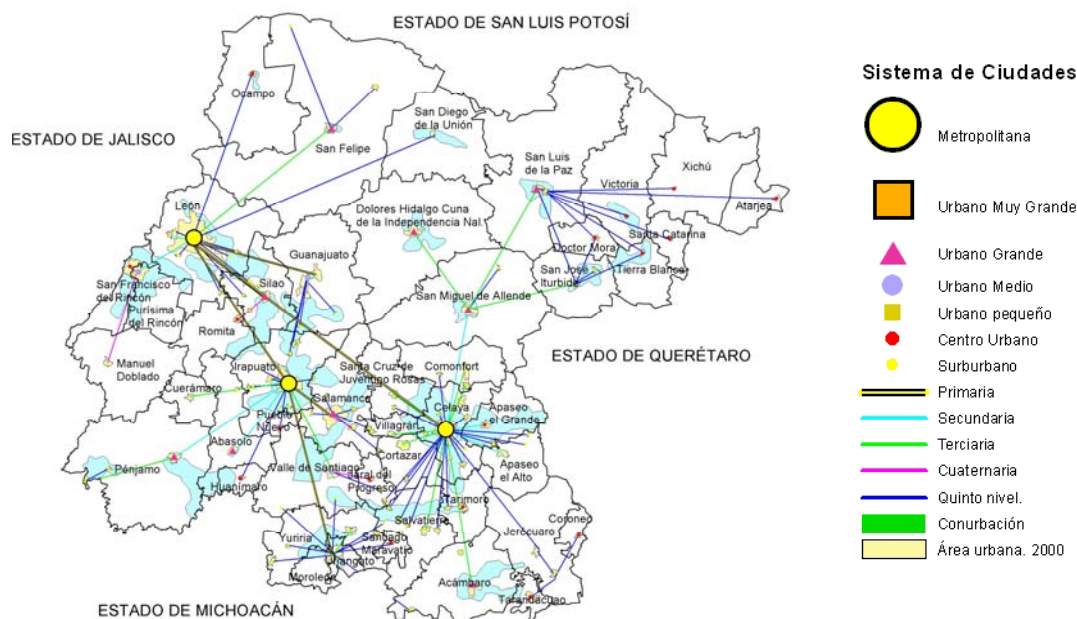 ESTADO DE SAN LUIS POTOSÍ
Ocampo
San Felipe
San Diego
de la Unión
ESTADO DE JALISCO
León
San Luis
de la Paz
Victoria
Xichú
Atarjea
Dolores Hidalgo Cuna
de la Independencia Nal.
Santa Catarina
Doctor Mora
Tierra Blanca
San José
Iturbide
Guanajuato
San Francisco
del Rincón
Silao
San Miguel de Allende
Purísima
del Rincón
Romita
ESTADO DE QUERÉTARO
Manuel
Doblado
Irapuato
Santa Cruz de
Juventino Rosas
Comonfort
Cuerámaro
Salamanca
Celaya
Apaseo
el Grande
Pueblo
Nuevo
Villagrán
Abasolo
Cortazar
Pénjamo
Valle de Santiago
Jaral del
Progreso
Apaseo
el Alto
Huanímaro
Tarimoro
Salvatierra
Jerécuaro
Coroneo
Yuriria
Santiago
Maravatío
Uriangato
Moroleón
Acámbaro
Tarandacuao
ESTADO DE MICHOACÁN
Sistema de Ciudades
Metropolitana
Urbano Muy Grande
Urbano Grande
Urbano Medio
Urbano pequeño
Centro Urbano
Surburbano
Primaria
Secundaria
Terciaria
Cuaternaria
Quinto nivel.
Conurbación
Área urbana. 2000